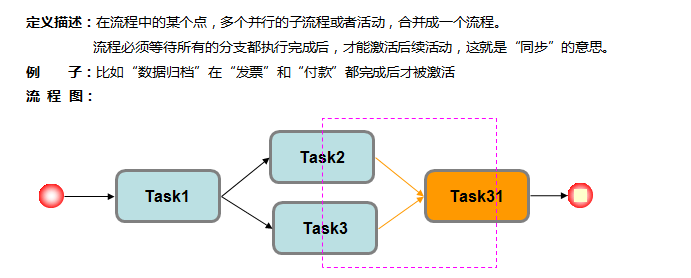 定义描述：在流程中的某个点，多个并行的子流程或者活动，合并成一个流程。
流程必须等待所有的分支都执行完成后，才能激活后续活动，这就是“同步”的意思。
例 子：比如“数据归档”在“发票”和“付款”都完成后才被激活
流 程 图：
Task2
Task1
Task31
Task3